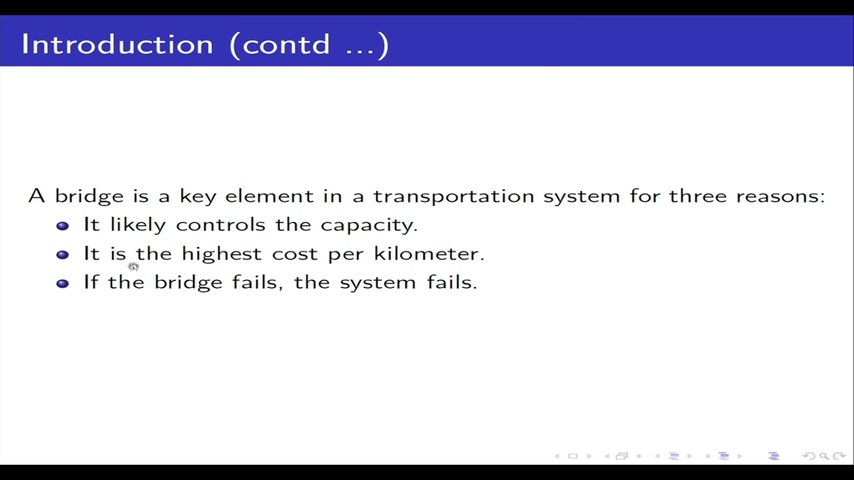 Introduction (contd ...)
A bridge is a key element in a transportation system for three reasons:
It likely controls the capacity.
It is the highest cost per kilometer.
If the bridge fails, the system fails.